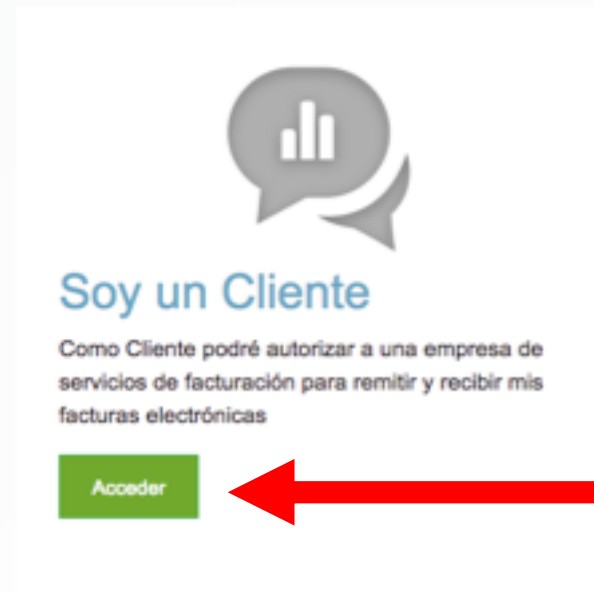 Soy un Cliente
Como Cliente podré autorizar a una empresa de
servicios de facturación para remitir y recibir mis
facturas electrónicas
Acceder